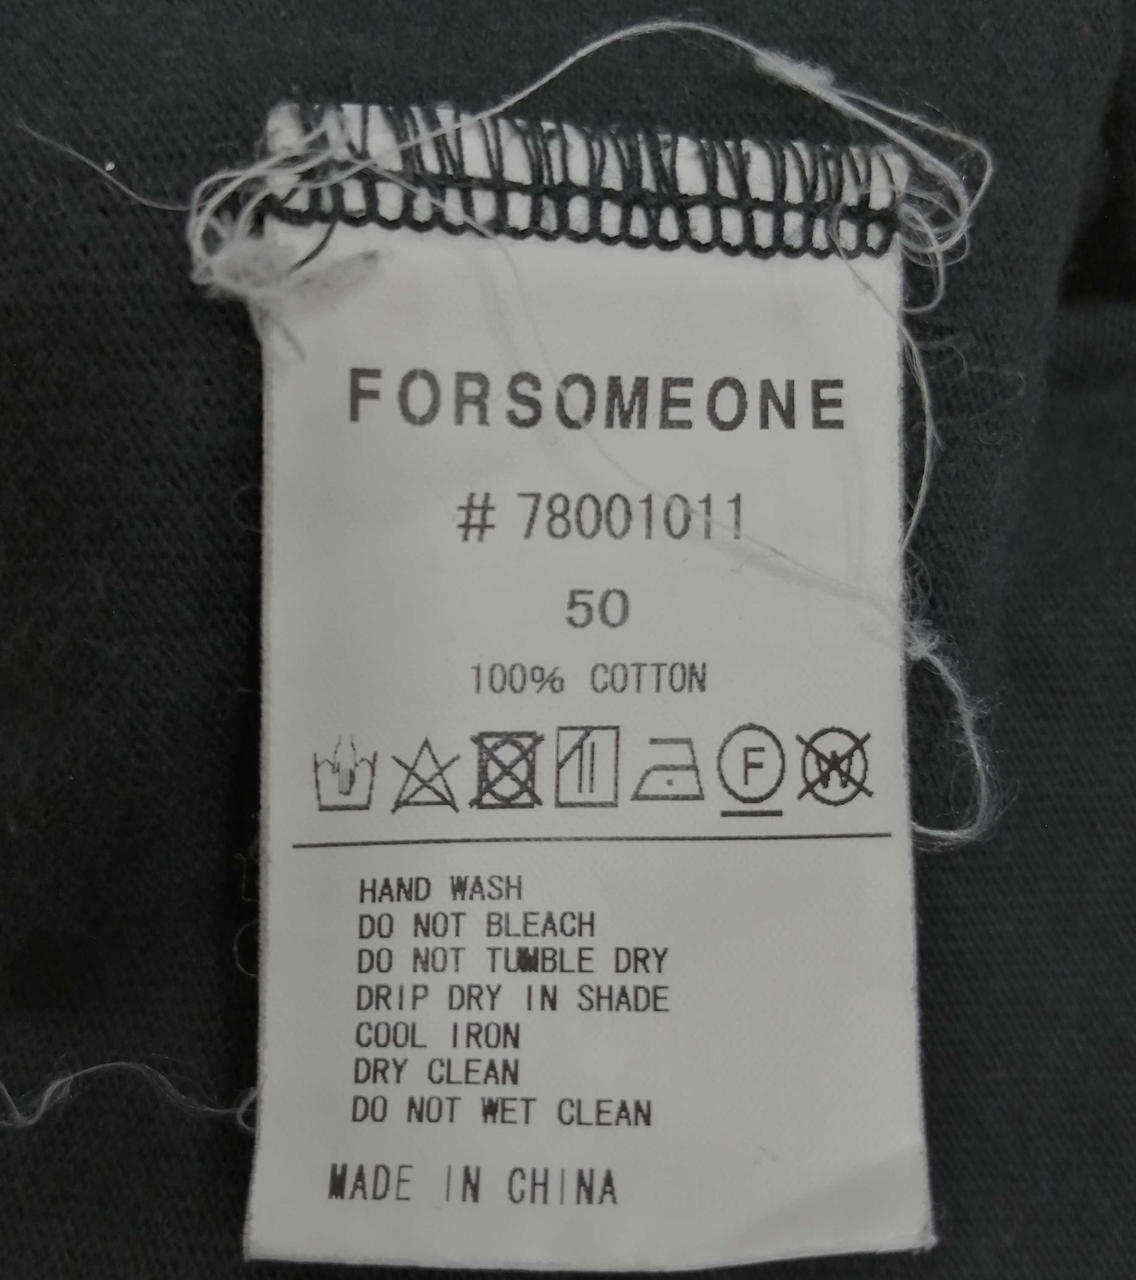 FORSOMEONE
# 78001011
50
100% COTTON
F W
HAND WASH
DO NOT BLEACH
DO NOT TUMBLE DRY
DRIP DRY IN SHADE
COOL IRON
DRY CLEAN
DO NOT WET CLEAN
MADE IN CHINA